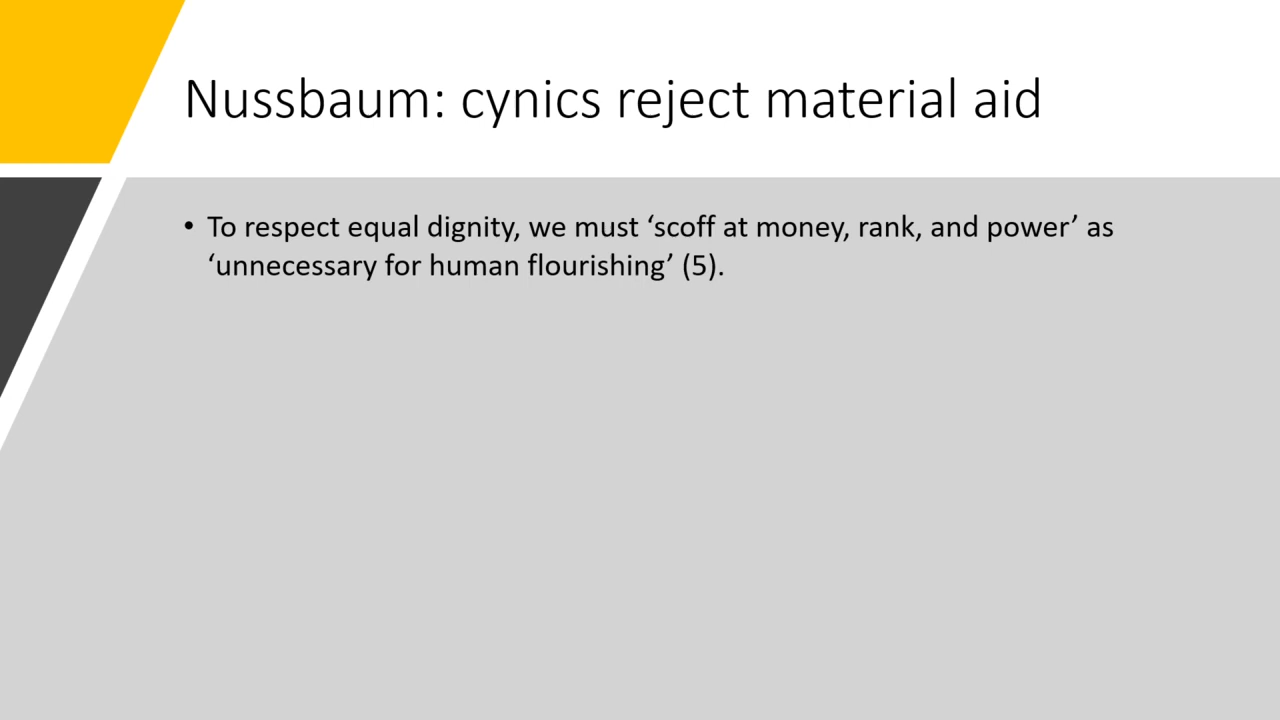 Nussbaum: cynics reject material aid
• To respect equal dignity, we must ‘scoff at money, rank, and power’ as
‘unnecessary for human flourishing’ (5).